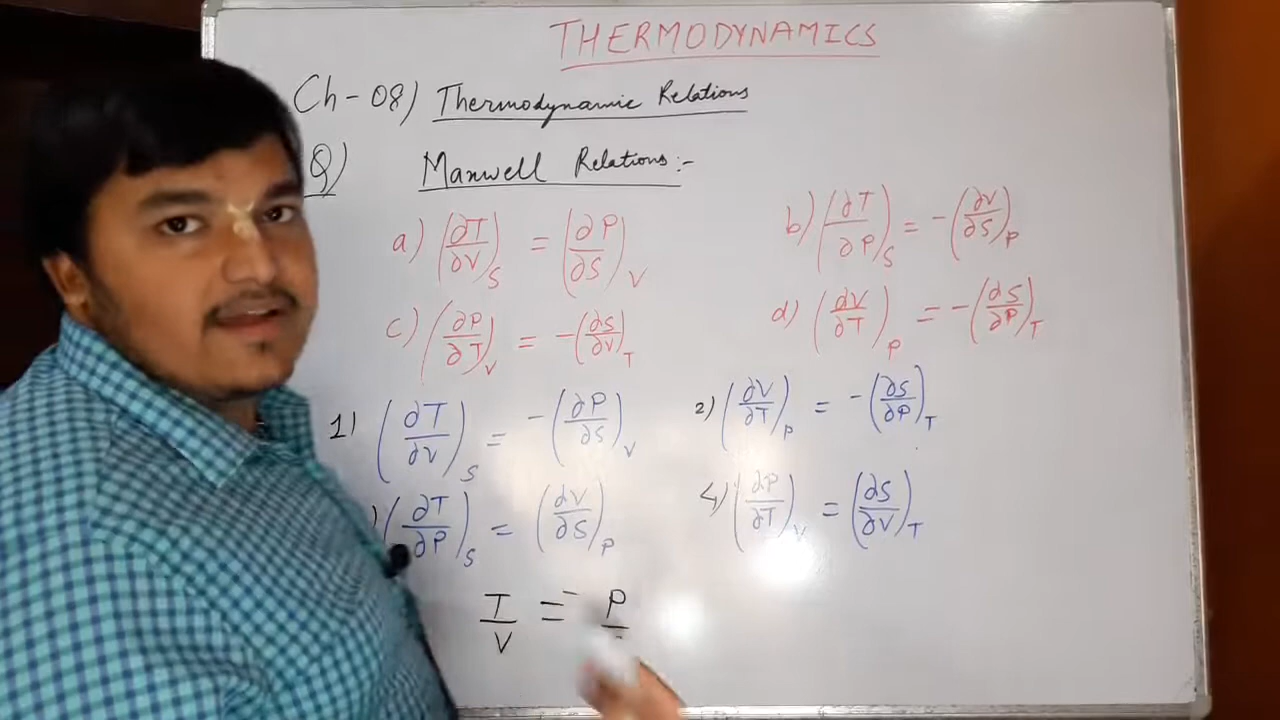 THERMODYNAMICS
Ch-08) Thermodynamic Relations
Q) Maxwell Relations:-
a) (∂T/∂V)_S = (∂P/∂S)_V
b) (∂T/∂P)_S = -(∂V/∂S)_P
c) (∂P/∂T)_V = -(∂S/∂V)_T
d) (∂V/∂T)_P = -(∂S/∂P)_T
1) (∂T/∂V)_S = -(∂P/∂S)_V
2) (∂V/∂T)_P = -(∂S/∂P)_T
) (∂T/∂P)_S = (∂V/∂S)_P
4) (∂P/∂T)_V = (∂S/∂V)_T
T/V = - P/